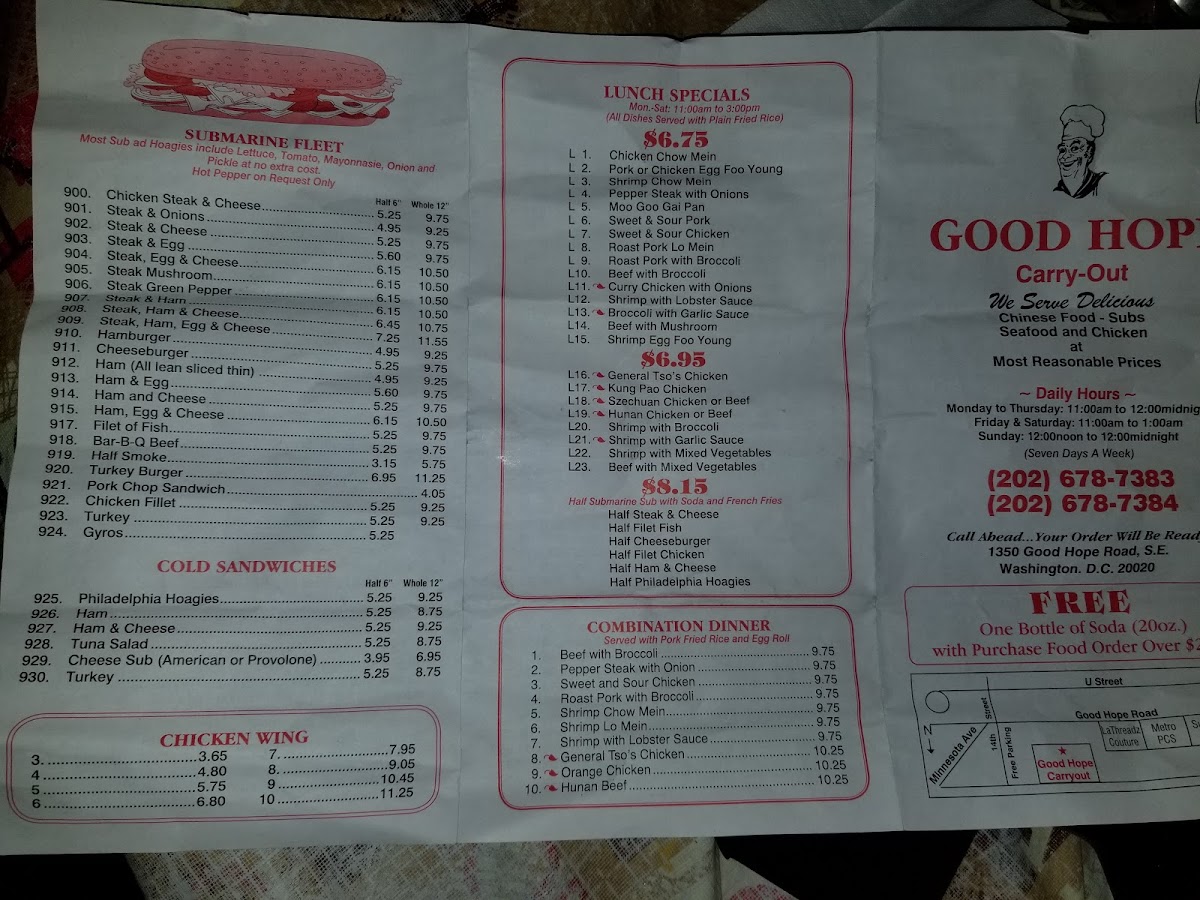 SUBMARINE FLEET
Most Sub ad Hoagies include Lettuce, Tomato, Mayonnasie, Onion and
Pickle at no extra cost.
Hot Pepper on Request Only
Half 6" Whole 12"
900. Chicken Steak & Cheese 5.25 9.75
901. Steak & Onions 4.95 9.25
902. Steak & Cheese 5.25 9.75
903. Steak & Egg 5.60 9.75
904. Steak, Egg & Cheese 6.15 10.50
905. Steak Mushroom 6.15 10.50
906. Steak Green Pepper 6.15 10.50
907. Steak & Ham 6.15 10.50
908. Steak, Ham & Cheese 6.45 10.75
909. Steak, Ham, Egg & Cheese 7.25 11.55
910. Hamburger 4.95 9.25
911. Cheeseburger 5.25 9.75
912. Ham (All lean sliced thin) 4.95 9.25
913. Ham & Egg 5.60 9.75
914. Ham and Cheese 5.25 9.75
915. Ham, Egg & Cheese 6.15 10.50
917. Filet of Fish 5.25 9.75
918. Bar-B-Q Beef 5.25 9.75
919. Half Smoke 3.15 5.75
920. Turkey Burger 6.95 11.25
921. Pork Chop Sandwich 4.05
922. Chicken Fillet 5.25 9.25
923. Turkey 5.25 9.25
924. Gyros 5.25
COLD SANDWICHES
Half 6" Whole 12"
925. Philadelphia Hoagies 5.25 9.25
926. Ham 5.25 8.75
927. Ham & Cheese 5.25 9.25
928. Tuna Salad 5.25 8.75
929. Cheese Sub (American or Provolone) 3.95 6.95
930. Turkey 5.25 8.75
CHICKEN WING
3. 3.65 7. 7.95
4 4.80 8. 9.05
5 5.75 9 10.45
6 6.80 10 11.25
LUNCH SPECIALS
Mon.-Sat: 11:00am to 3:00pm
(All Dishes Served with Plain Fried Rice)
$6.75
L 1. Chicken Chow Mein
L 2. Pork or Chicken Egg Foo Young
L 3. Shrimp Chow Mein
L 4. Pepper Steak with Onions
L 5. Moo Goo Gai Pan
L 6. Sweet & Sour Pork
L 7. Sweet & Sour Chicken
L 8. Roast Pork Lo Mein
L 9. Roast Pork with Broccoli
L10. Beef with Broccoli
L11. Curry Chicken with Onions
L12. Shrimp with Lobster Sauce
L13. Broccoli with Garlic Sauce
L14. Beef with Mushroom
L15. Shrimp Egg Foo Young
$6.95
L16. General Tso's Chicken
L17. Kung Pao Chicken
L18. Szechuan Chicken or Beef
L19. Hunan Chicken or Beef
L20. Shrimp with Broccoli
L21. Shrimp with Garlic Sauce
L22. Shrimp with Mixed Vegetables
L23. Beef with Mixed Vegetables
$8.15
Half Submarine Sub with Soda and French Fries
Half Steak & Cheese
Half Filet Fish
Half Cheeseburger
Half Filet Chicken
Half Ham & Cheese
Half Philadelphia Hoagies
COMBINATION DINNER
Served with Pork Fried Rice and Egg Roll
1. Beef with Broccoli 9.75
2. Pepper Steak with Onion 9.75
3. Sweet and Sour Chicken 9.75
4. Roast Pork with Broccoli 9.75
5. Shrimp Chow Mein 9.75
6. Shrimp Lo Mein 9.75
7. Shrimp with Lobster Sauce 9.75
8. General Tso's Chicken 10.25
9. Orange Chicken 10.25
10. Hunan Beef 10.25
GOOD HOP
Carry-Out
We Serve Delicious
Chinese Food - Subs
Seafood and Chicken
at
Most Reasonable Prices
~ Daily Hours ~
Monday to Thursday: 11:00am to 12:00midnig
Friday & Saturday: 11:00am to 1:00am
Sunday: 12:00noon to 12:00midnight
(Seven Days A Week)
(202) 678-7383
(202) 678-7384
Call Ahead...Your Order Will Be Read
1350 Good Hope Road, S.E.
Washington. D.C. 20020
FREE
One Bottle of Soda (20oz.)
with Purchase Food Order Over $2
U Street
14th Street
Good Hope Road
N
Minnesota Ave
Free Parking
Good Hope
Carryout
LaThreadz
Couture
Metro
PCS